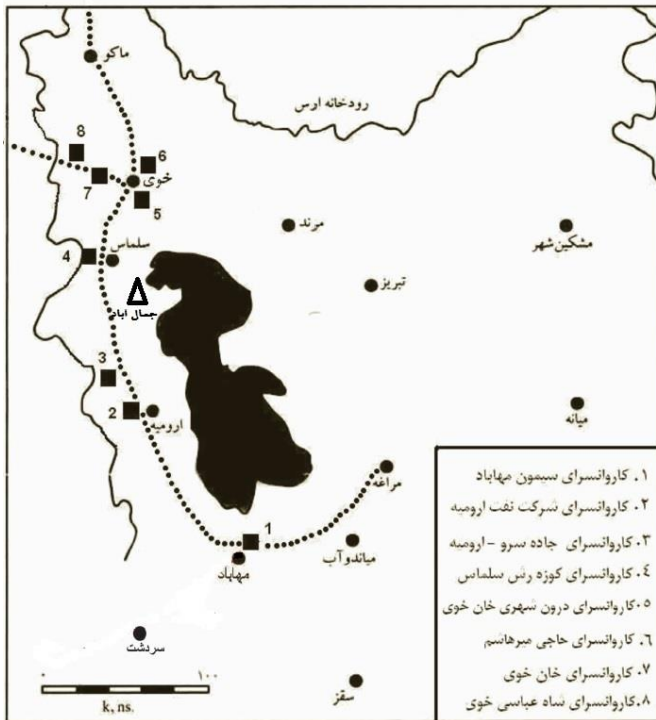 ماکو
رودخانه ارس
8
6
7
خوی
5
مرند
مشکین‌شهر
4
سلماس
تبریز
جمال اباد
3
2
ارومیه
میانه
مراغه
1
مهاباد
میاندوآب
سردشت
سقز
۰ ۱۰۰
k, ns.
۱. کاروانسرای سیمون مهاباد
۲. کاروانسرای شرکت نفت ارومیه
۳. کاروانسرای جاده سرو - ارومیه
۴. کاروانسرای کوزه رش سلماس
۵. کاروانسرای درون شهری خان خوی
۶. کاروانسرای حاجی میرهاشم
۷. کاروانسرای خان خوی
۸. کاروانسرای شاه عباسی خوی